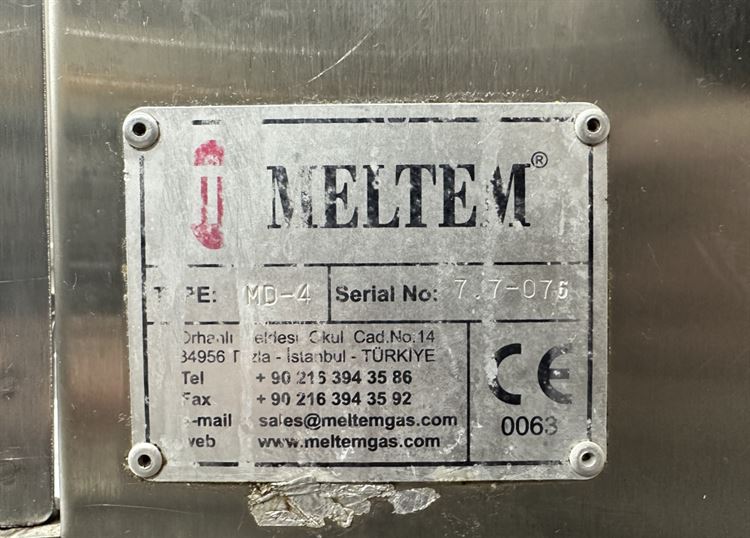 MELTEM®
TYPE: MD-4 Serial No: 7.7-075
Orhanlı Beldesi Okul Cad.No:14
34956 Tuzla - İstanbul - TÜRKİYE
Tel + 90 216 394 35 86
Fax + 90 216 394 35 92
e-mail sales@meltemgas.com
web www.meltemgas.com
CE
0063